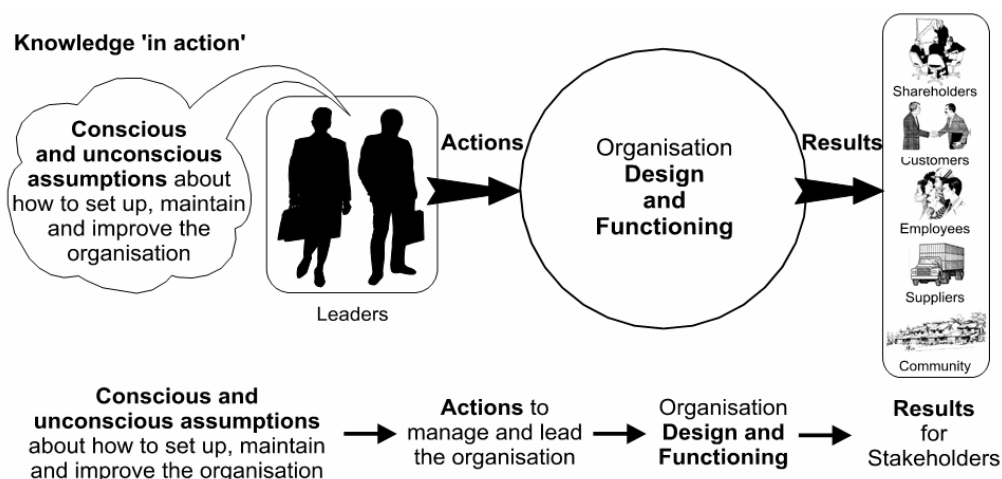 Knowledge 'in action'
Conscious
and unconscious
assumptions about
how to set up, maintain
and improve the
organisation
Leaders
Actions
Organisation
Design
and
Functioning
Results
Shareholders
Customers
Employees
Suppliers
Community
Conscious and
unconscious assumptions
about how to set up, maintain
and improve the organisation
Actions to
manage and lead
the organisation
Organisation
Design and
Functioning
Results
for
Stakeholders